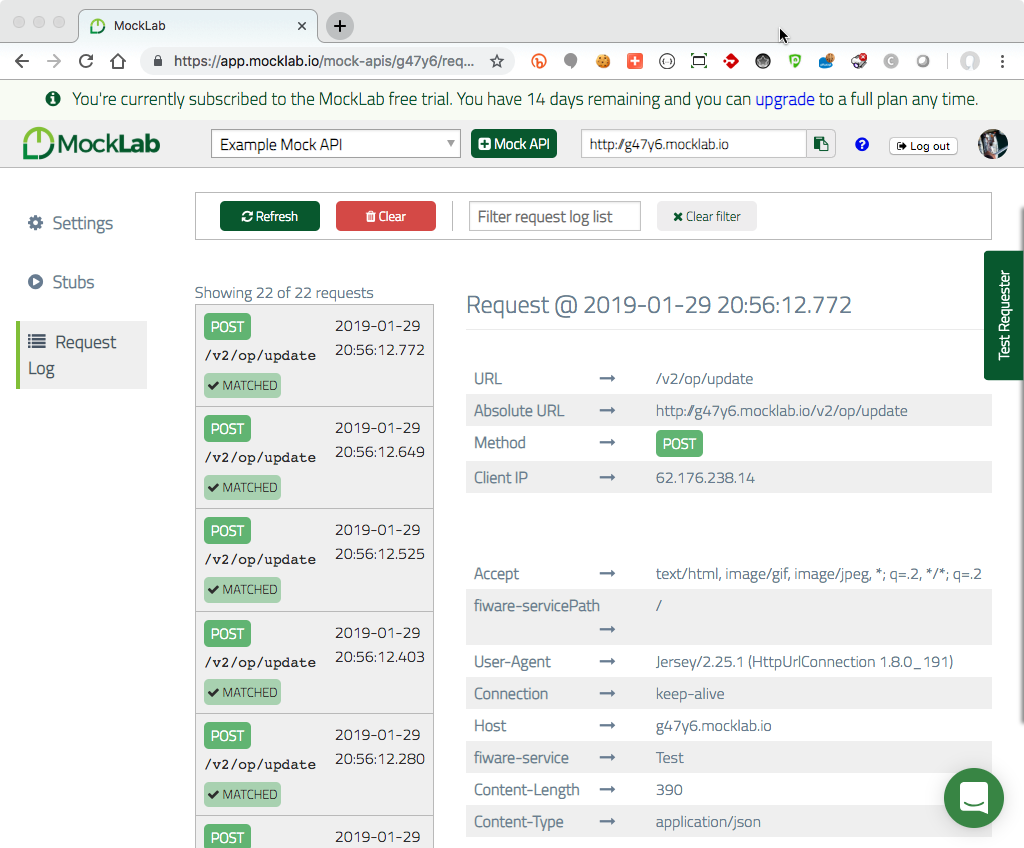 MockLab
https://app.mocklab.io/mock-apis/g47y6/req...
You're currently subscribed to the MockLab free trial. You have 14 days remaining and you can upgrade to a full plan any time.
MockLab
Example Mock API
Mock API
http://g47y6.mocklab.io
Log out
Settings
Stubs
Request
Log
Refresh
Clear
Filter request log list
Clear filter
Test Requester
Showing 22 of 22 requests
POST
2019-01-29
/v2/op/update
20:56:12.772
MATCHED
POST
2019-01-29
/v2/op/update
20:56:12.649
MATCHED
POST
2019-01-29
/v2/op/update
20:56:12.525
MATCHED
POST
2019-01-29
/v2/op/update
20:56:12.403
MATCHED
POST
2019-01-29
/v2/op/update
20:56:12.280
MATCHED
POST
2019-01-29
Request @ 2019-01-29 20:56:12.772
URL → /v2/op/update
Absolute URL → http://g47y6.mocklab.io/v2/op/update
Method → POST
Client IP → 62.176.238.14
Accept → text/html, image/gif, image/jpeg, *; q=.2, */*; q=.2
fiware-servicePath → /
User-Agent → Jersey/2.25.1 (HttpUrlConnection 1.8.0_191)
Connection → keep-alive
Host → g47y6.mocklab.io
fiware-service → Test
Content-Length → 390
Content-Type → application/json